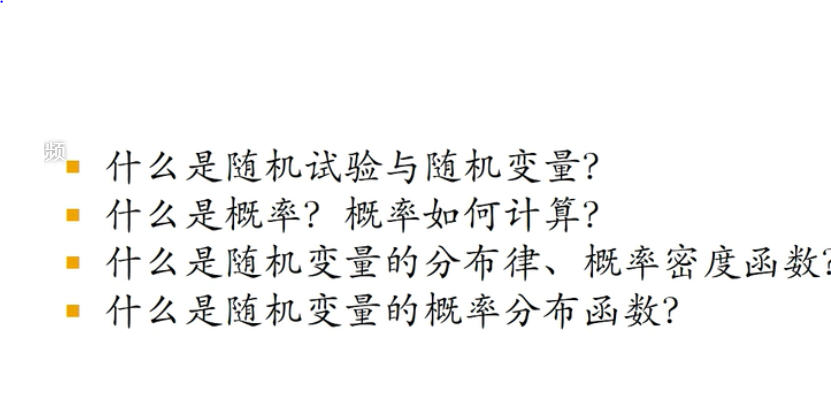 频
什么是随机试验与随机变量?
什么是概率? 概率如何计算?
什么是随机变量的分布律、概率密度函数?
什么是随机变量的概率分布函数?